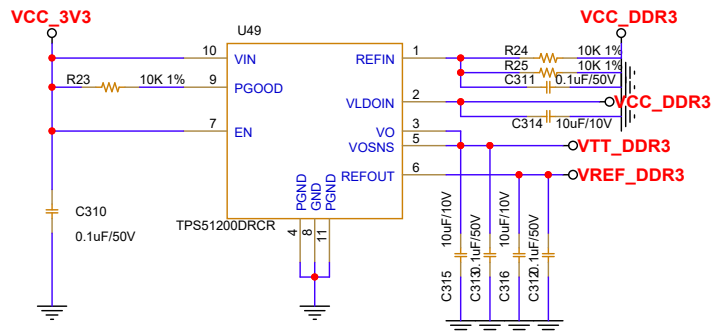 VCC_3V3
U49
VCC_DDR3
10 VIN REFIN 1 R24 10K 1%
R25 10K 1%
R23 10K 1% 9 PGOOD C311 0.1uF/50V
VLDOIN 2 VCC_DDR3
7 EN VO 3 C314 10uF/10V
VOSNS 5 VTT_DDR3
REFOUT 6 VREF_DDR3
PGND
GND
PGND
C310
0.1uF/50V
TPS51200DRCR
4
8
11
C315 10uF/10V
C313 0.1uF/50V
C316 10uF/10V
C312 0.1uF/50V